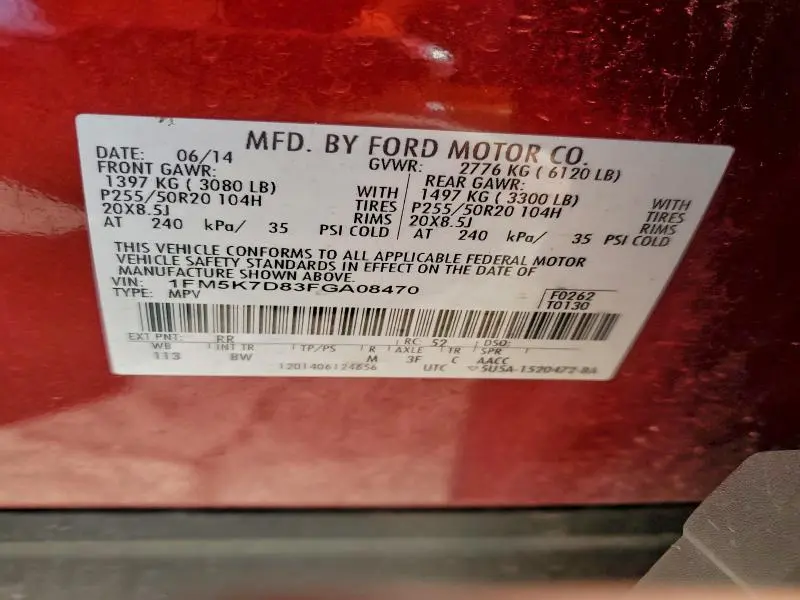 MFD. BY FORD MOTOR CO.
DATE: 06/14 GVWR: 2776 KG ( 6120 LB)
FRONT GAWR: REAR GAWR:
1397 KG ( 3080 LB) WITH 1497 KG ( 3300 LB) WITH
P255/50R20 104H TIRES P255/50R20 104H TIRES
20X8.5J RIMS 20X8.5J RIMS
AT 240 kPa/ 35 PSI COLD AT 240 kPa/ 35 PSI COLD
THIS VEHICLE CONFORMS TO ALL APPLICABLE FEDERAL MOTOR
VEHICLE SAFETY STANDARDS IN EFFECT ON THE DATE OF
MANUFACTURE SHOWN ABOVE.
VIN: 1FM5K7D83FGA08470
TYPE: MPV F0262
T0130
EXT PNT: RR RC: 52 DSO:
WB INT TR TP/PS R AXLE TR SPR
113 BW M 3F C AACC
1201406124656 UTC 5U5A-1520472-BA